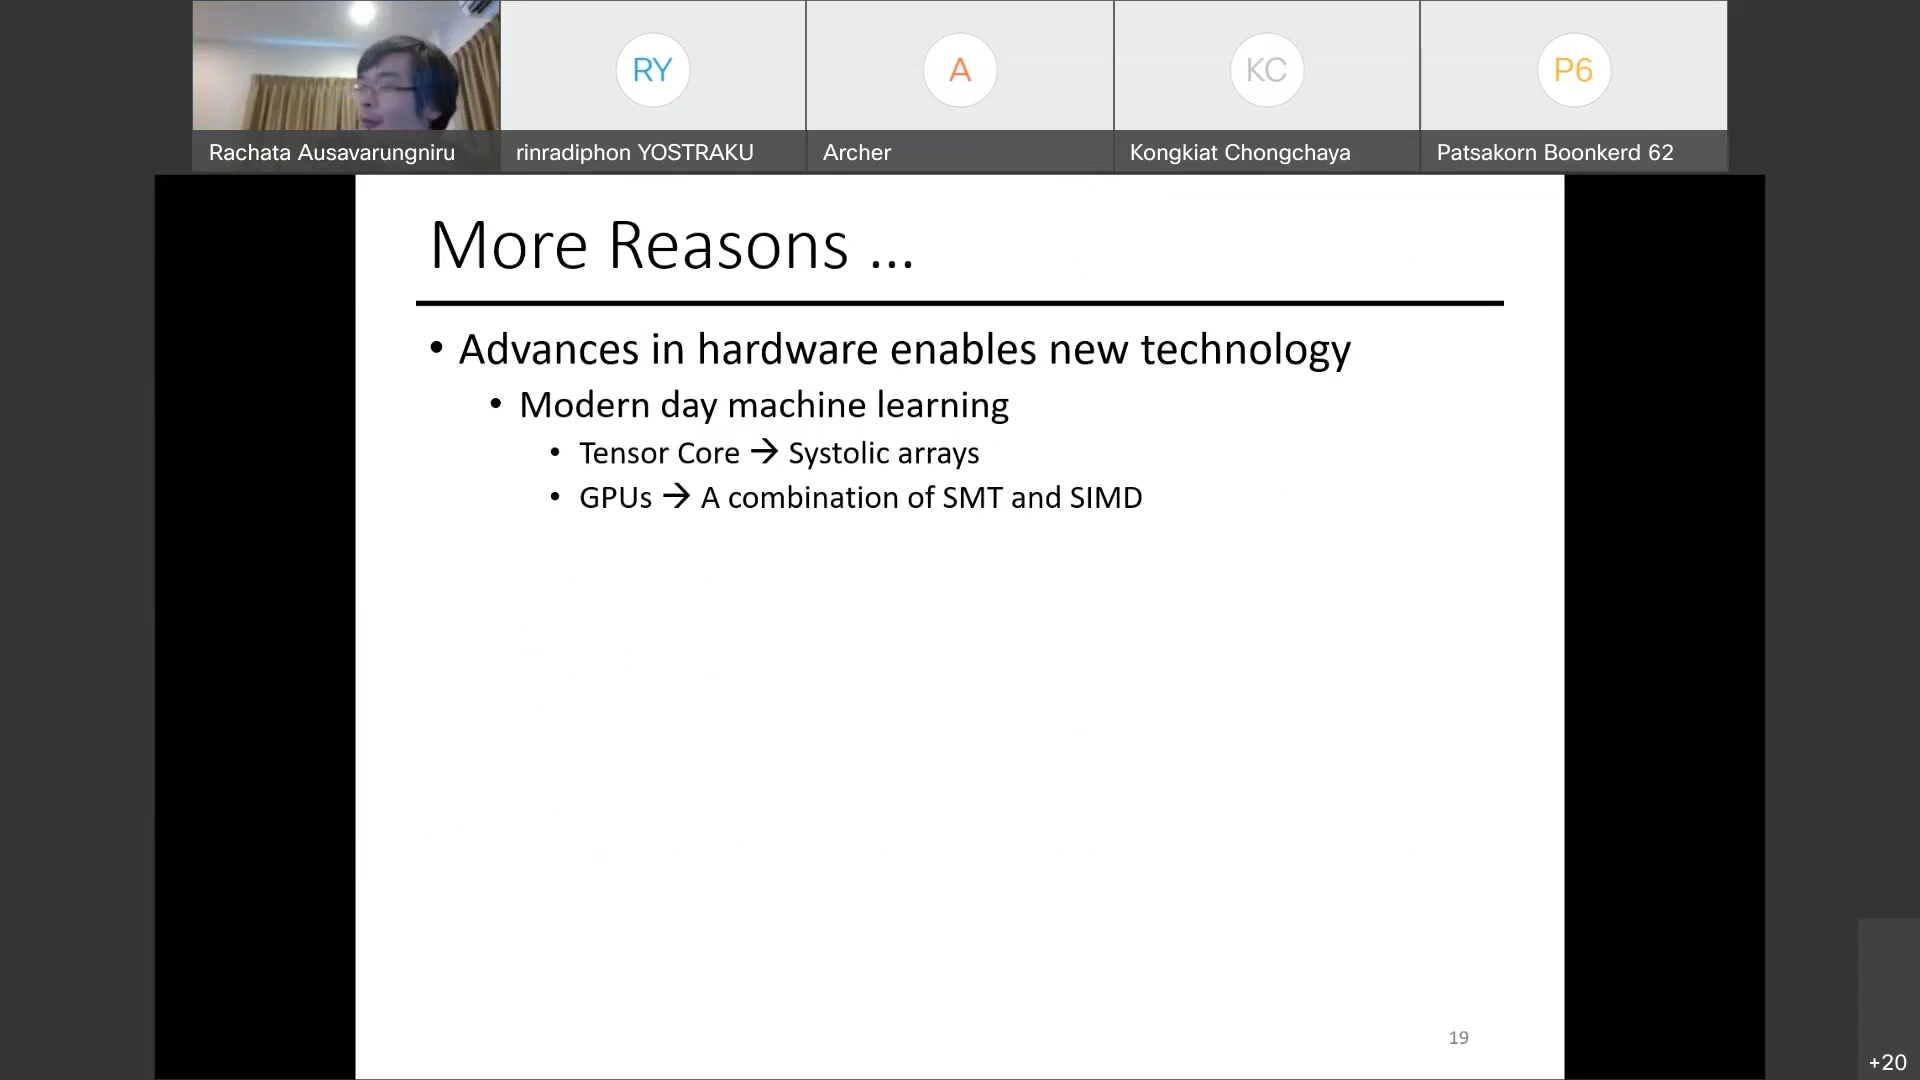 RY
A
KC
P6
Rachata Ausavarungniru
rinradiphon YOSTRAKU
Archer
Kongkiat Chongchaya
Patsakorn Boonkerd 62
More Reasons ...
• Advances in hardware enables new technology
• Modern day machine learning
• Tensor Core → Systolic arrays
• GPUs → A combination of SMT and SIMD
19
+20